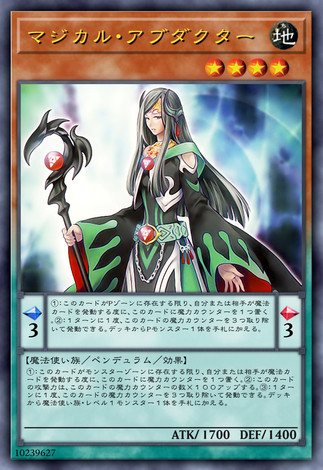 マジカル・アブダクター
地
①:このカードがPゾーンに存在する限り、自分または相手が魔法
カードを発動する度に、このカードに魔力カウンターを1つ置く。
②:1ターンに1度、このカードの魔力カウンターを3つ取り除
いて発動できる。デッキからPモンスター1体を手札に加える。
3
3
【魔法使い族/ペンデュラム/効果】
①:このカードがモンスターゾーンに存在する限り、自分または相手が魔法
カードを発動する度に、このカードに魔力カウンターを1つ置く。②:このカード
の攻撃力は、このカードの魔力カウンターの数×100アップする。③:1ターン
に1度、このカードの魔力カウンターを3つ取り除いて発動できる。デッキ
から魔法使い族・レベル1モンスター1体を手札に加える。
ATK/1700 DEF/1400
10239627